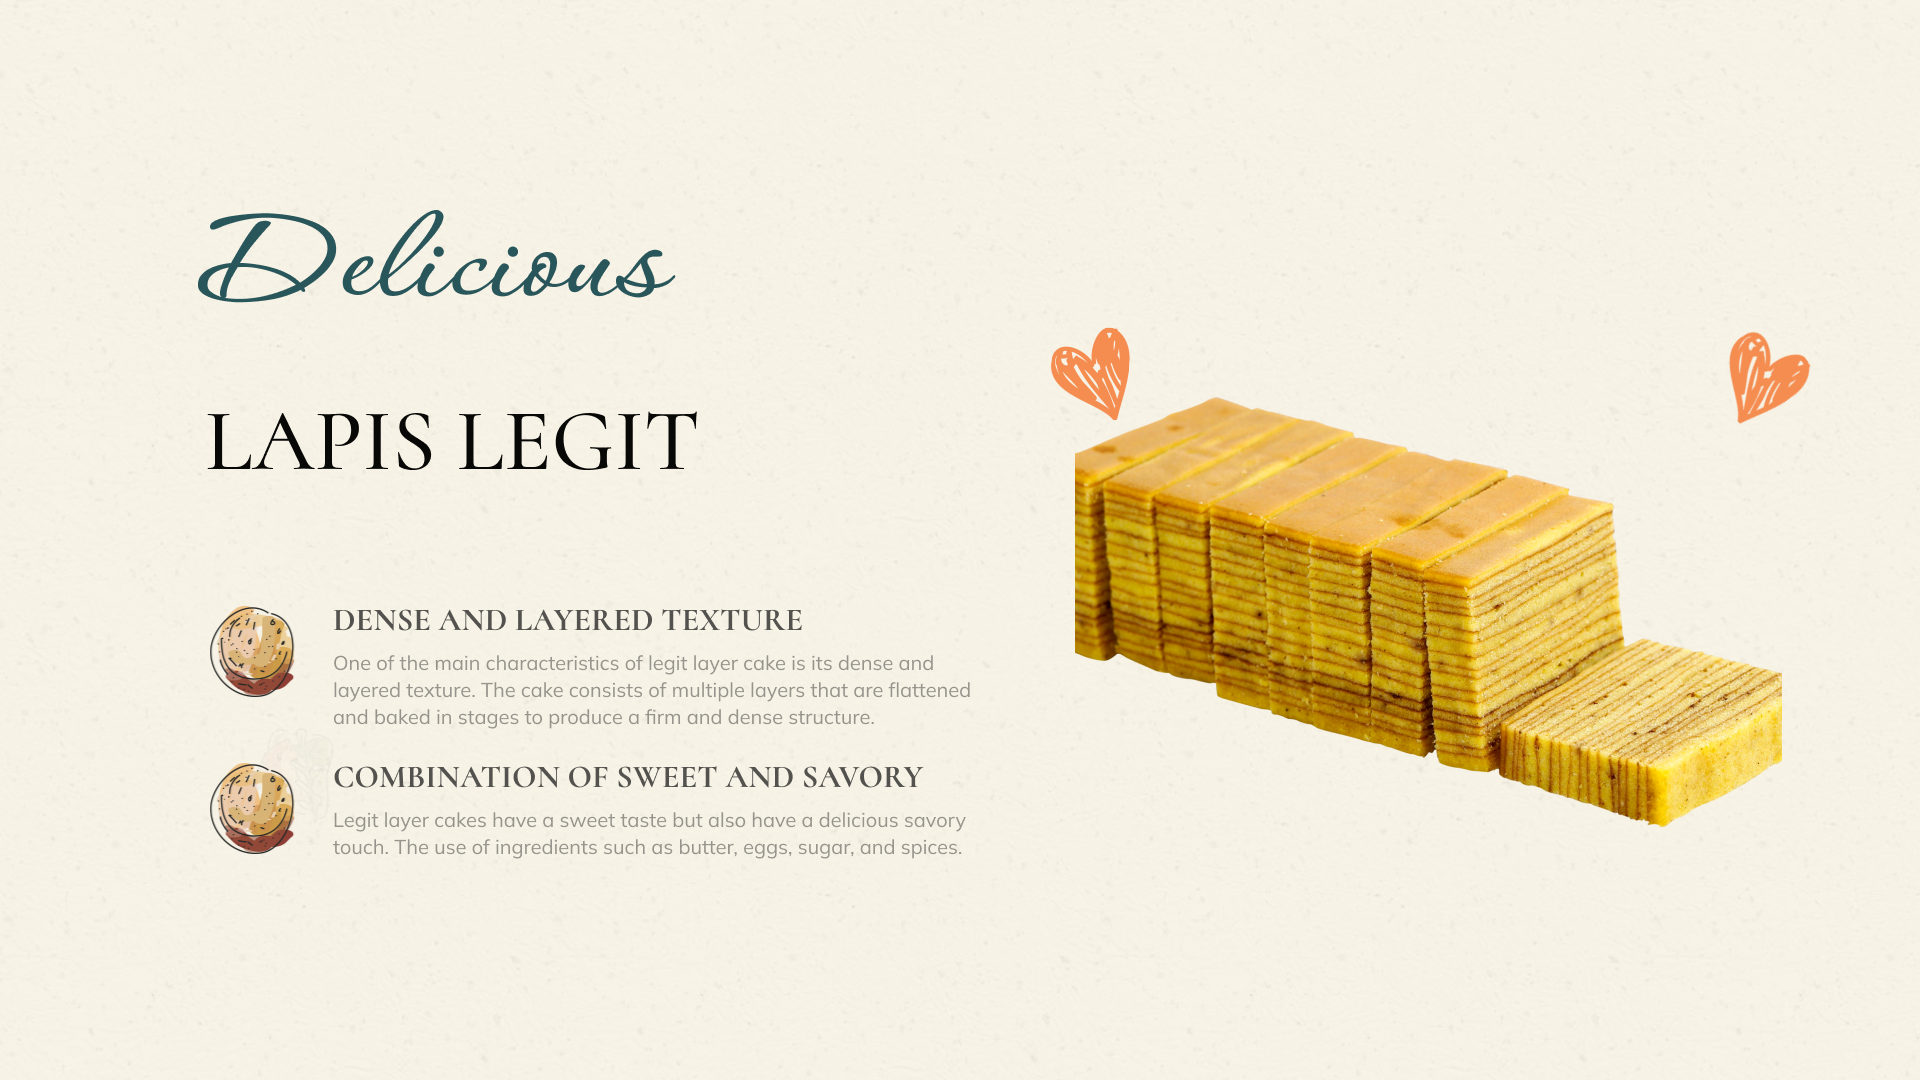 Delicious
LAPIS LEGIT
DENSE AND LAYERED TEXTURE
One of the main characteristics of legit layer cake is its dense and
layered texture. The cake consists of multiple layers that are flattened
and baked in stages to produce a firm and dense structure.
COMBINATION OF SWEET AND SAVORY
Legit layer cakes have a sweet taste but also have a delicious savory
touch. The use of ingredients such as butter, eggs, sugar, and spices.